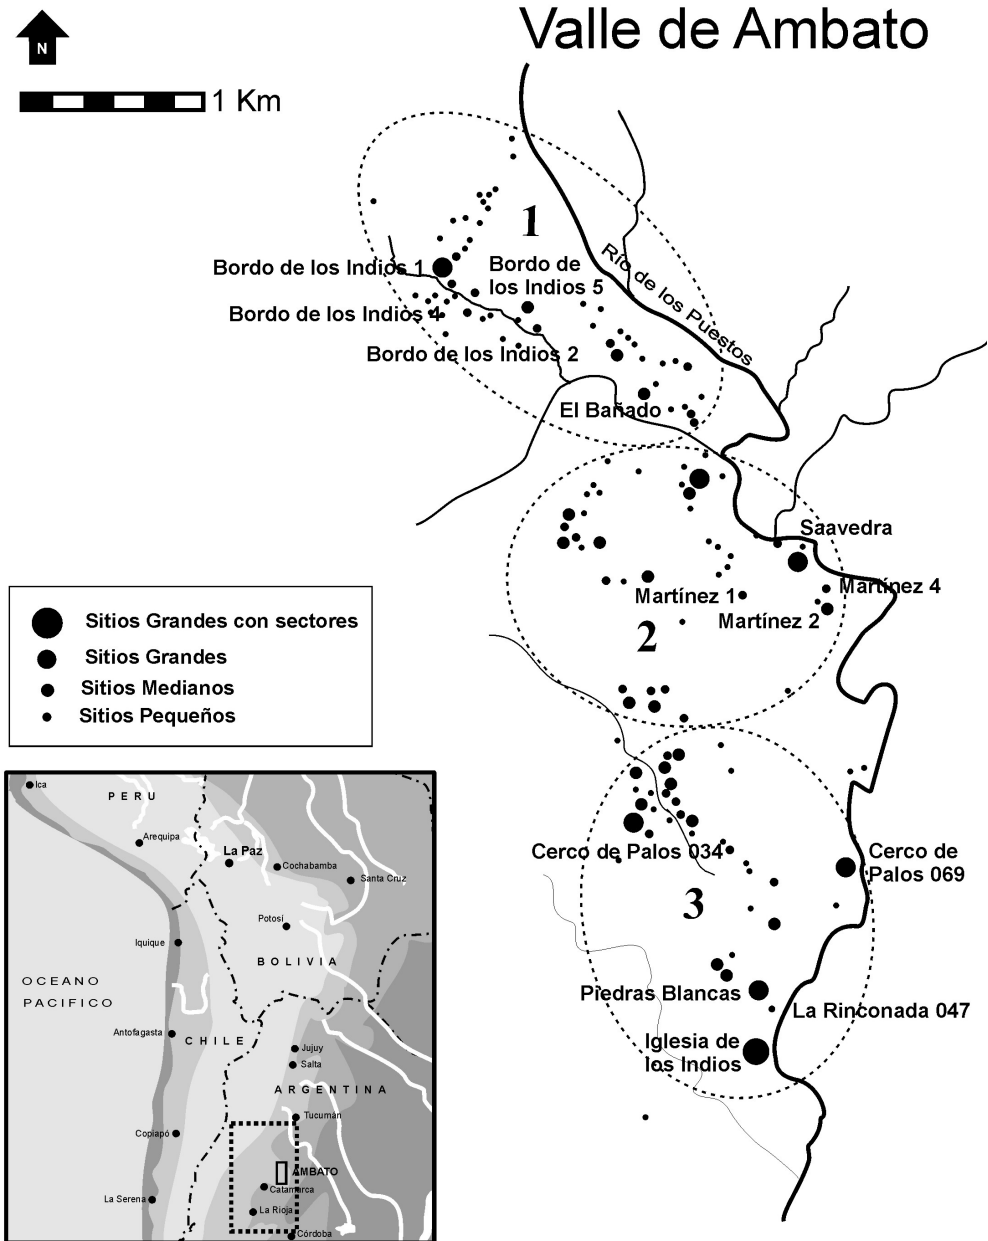 Valle de Ambato
N
1 Km
1
Río de los Puestos
Bordo de los Indios 1
Bordo de
los Indios 5
Bordo de los Indios 4
Bordo de los Indios 2
El Bañado
Saavedra
Martínez 4
Martínez 1
Martínez 2
2
Sitios Grandes con sectores
Sitios Grandes
Sitios Medianos
Sitios Pequeños
Cerco de Palos 034
Cerco de
Palos 069
3
Piedras Blancas
La Rinconada 047
Iglesia de
los Indios
Ica
PERU
Arequipa
La Paz
Cochabamba
Santa Cruz
Potosi
Iquique
BOLIVIA
OCEANO
PACIFICO
Antofagasta
CHILE
Jujuy
Salta
ARGENTINA
Tucumán
Copiapó
AMBATO
Catamarca
La Serena
La Rioja
Córdoba